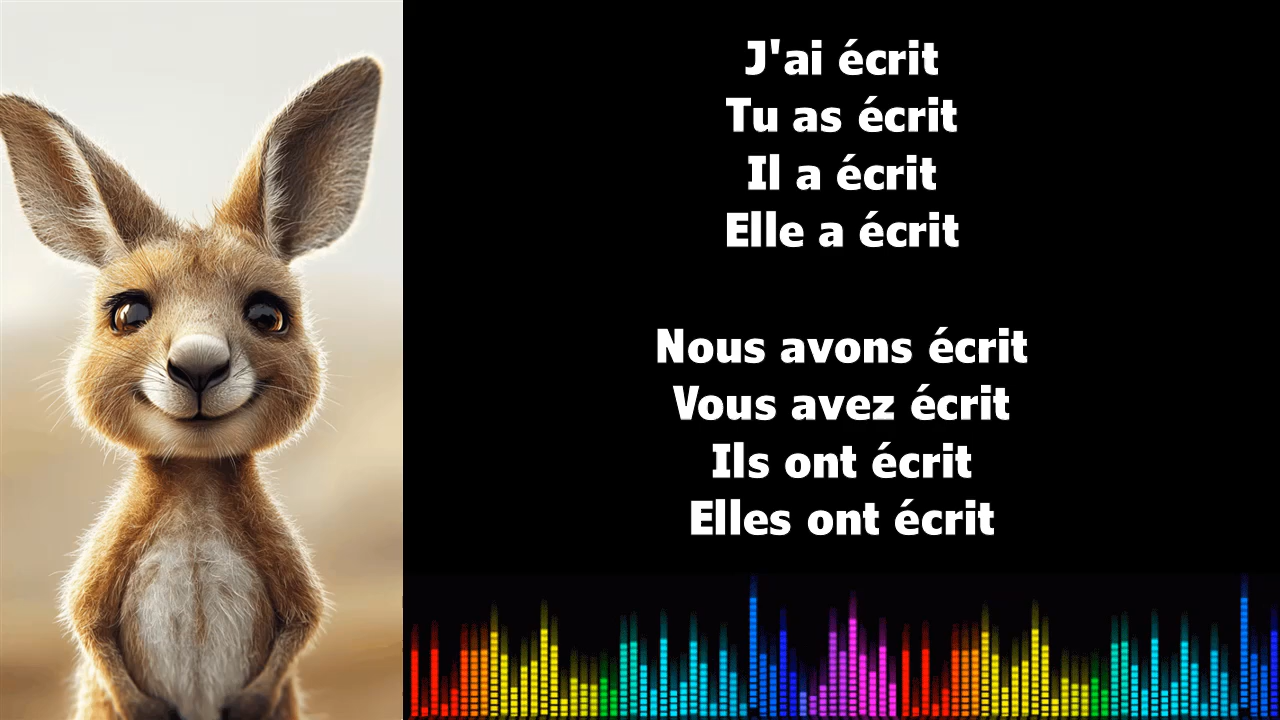 J'ai écrit
Tu as écrit
Il a écrit
Elle a écrit
Nous avons écrit
Vous avez écrit
Ils ont écrit
Elles ont écrit